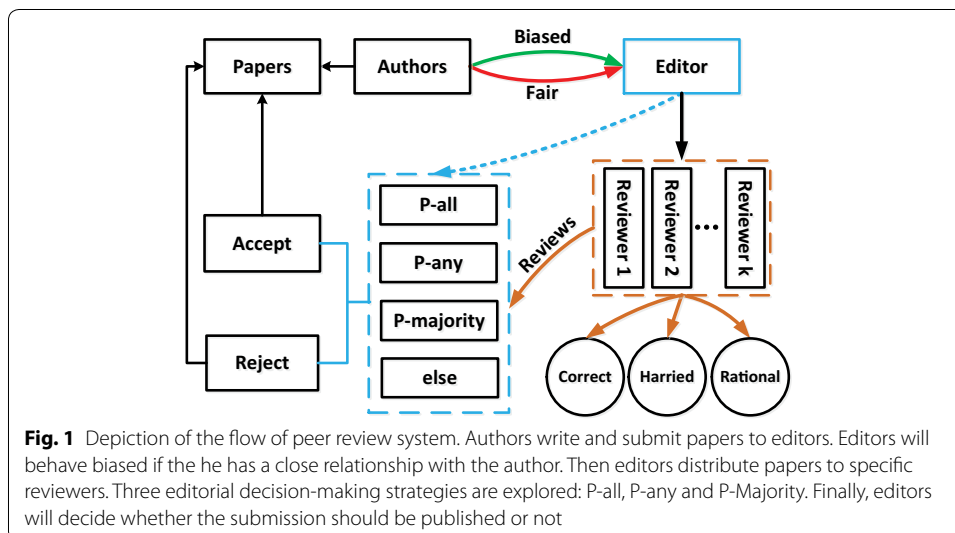 Biased
Papers
Authors
Editor
Fair
P-all
Reviewer 1
Reviewer 2
...
Reviewer k
Reviews
Accept
P-any
P-majority
Reject
else
Correct
Harried
Rational
Fig. 1 Depiction of the flow of peer review system. Authors write and submit papers to editors. Editors will
behave biased if the he has a close relationship with the author. Then editors distribute papers to specific
reviewers. Three editorial decision-making strategies are explored: P-all, P-any and P-Majority. Finally, editors
will decide whether the submission should be published or not